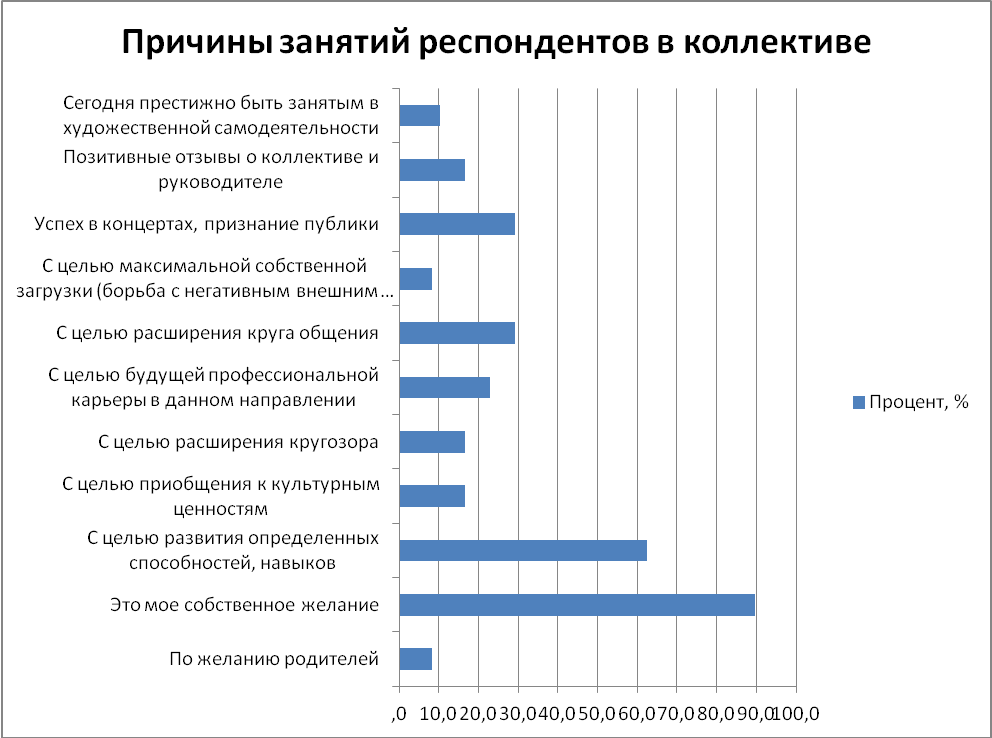 Причины занятий респондентов в коллективе
Сегодня престижно быть занятым в
художественной самодеятельности
Позитивные отзывы о коллективе и
руководителе
Успех в концертах, признание публики
С целью максимальной собственной
загрузки (борьба с негативным внешним ...
С целью расширения круга общения
С целью будущей профессиональной
карьеры в данном направлении
С целью расширения кругозора
С целью приобщения к культурным
ценностям
С целью развития определенных
способностей, навыков
Это мое собственное желание
По желанию родителей
,0 10,0 20,0 30,0 40,0 50,0 60,0 70,0 80,0 90,0 100,0
Процент, %